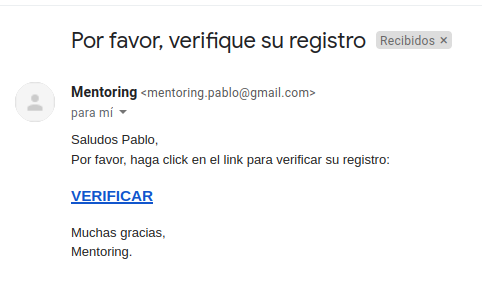 Por favor, verifique su registro Recibidos ×
Mentoring <mentoring.pablo@gmail.com>
para mí
Saludos Pablo,
Por favor, haga click en el link para verificar su registro:
VERIFICAR
Muchas gracias,
Mentoring.